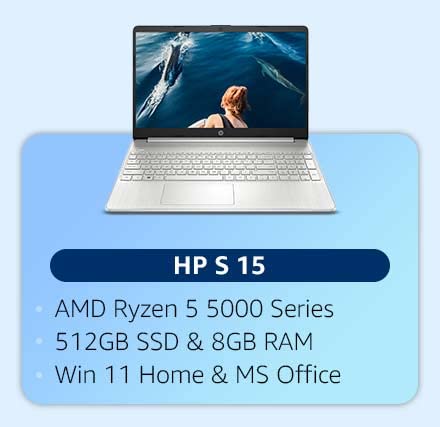 HP S 15
AMD Ryzen 5 5000 Series
512GB SSD & 8GB RAM
Win 11 Home & MS Office